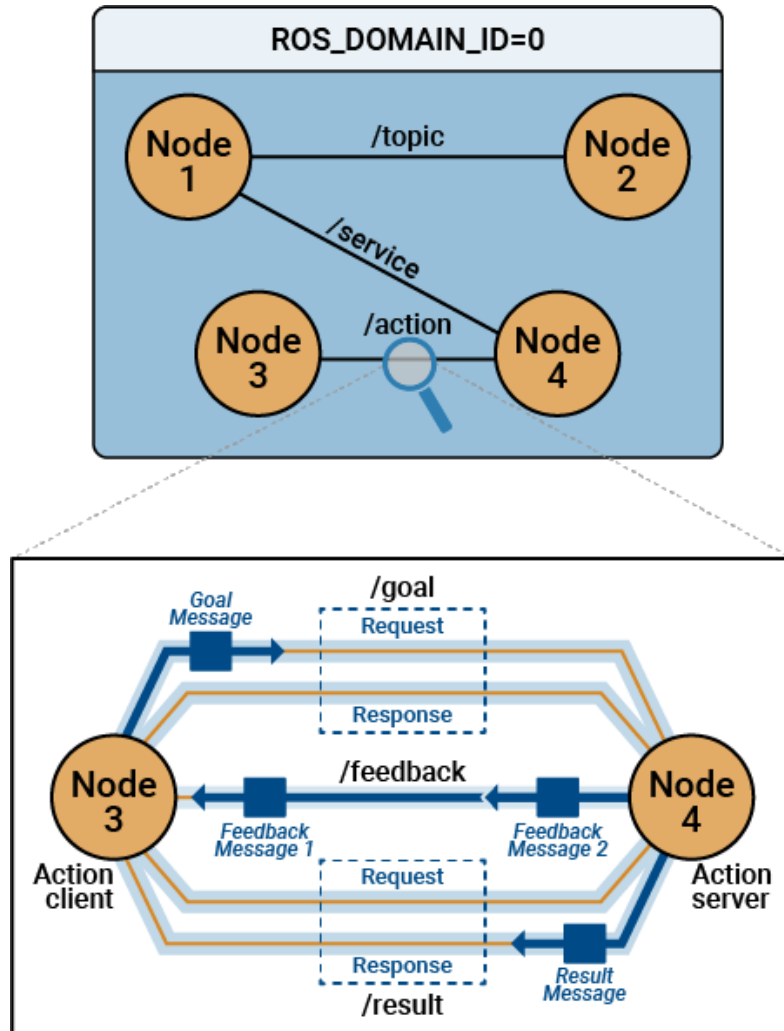 ROS_DOMAIN_ID=0
/topic
Node
1
Node
2
/service
/action
Node
3
Node
4
/goal
Goal
Message
Request
Response
/feedback
Node
3
Node
4
Feedback
Message 1
Feedback
Message 2
Action
client
Action
server
Request
Response
Result
Message
/result